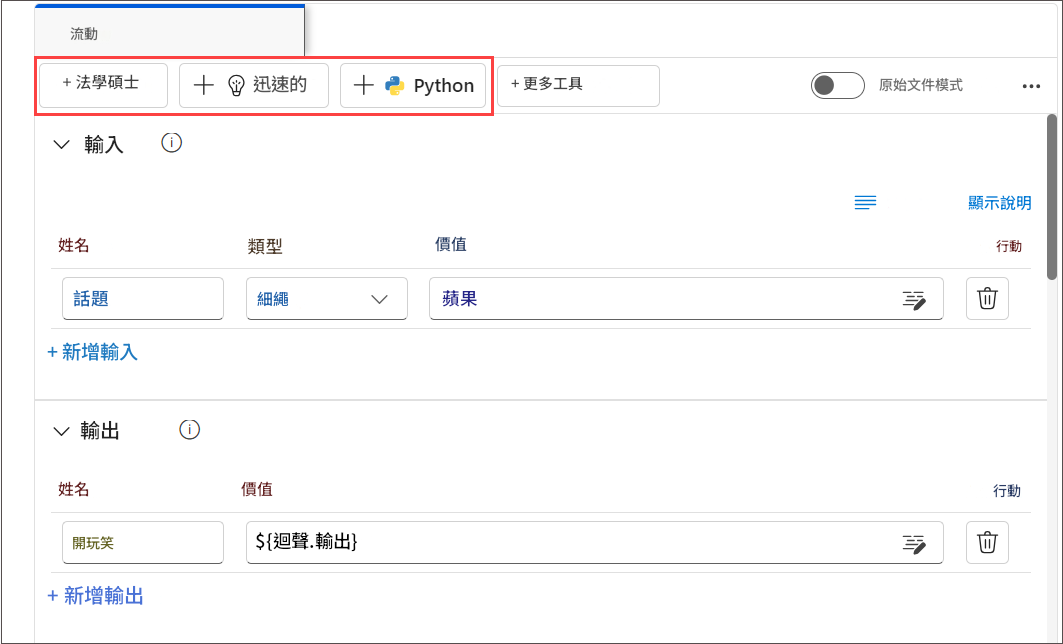 流動
+ 法學碩士
+ 迅速的
+ Python
+ 更多工具
原始文件模式
輸入
顯示說明
姓名 類型 價值 行動
話題 細繩 蘋果
+ 新增輸入
輸出
姓名 價值 行動
開玩笑 ${迴聲.輸出}
+ 新增輸出